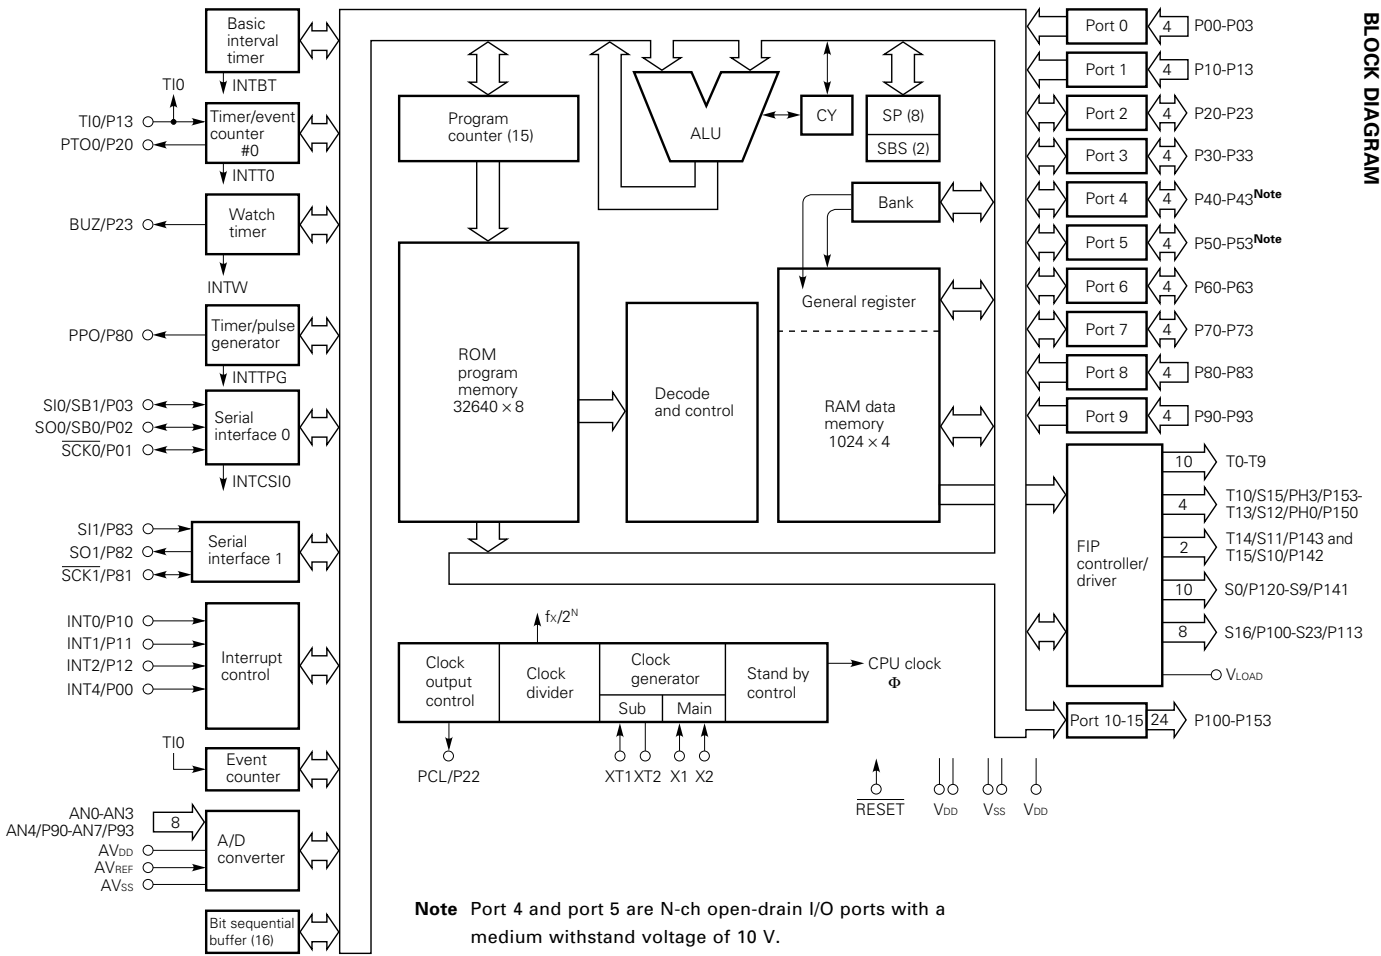 BLOCK DIAGRAM
Basic
interval
timer
INTBT
TI0
TI0/P13
PTO0/P20
Timer/event
counter
#0
INTT0
BUZ/P23
Watch
timer
INTW
PPO/P80
Timer/pulse
generator
INTTPG
SI0/SB1/P03
SO0/SB0/P02
SCK0/P01
Serial
interface 0
INTCSI0
SI1/P83
SO1/P82
SCK1/P81
Serial
interface 1
INT0/P10
INT1/P11
INT2/P12
INT4/P00
Interrupt
control
TI0
Event
counter
AN0-AN3
AN4/P90-AN7/P93
8
AVDD
AVREF
AVSS
A/D
converter
Bit sequential
buffer (16)
Program
counter (15)
ALU
CY
SP (8)
SBS (2)
Bank
General register
ROM
program
memory
32640 × 8
Decode
and control
RAM data
memory
1024 × 4
fX/2N
Clock
output
control
Clock
divider
Clock
generator
Sub
Main
Stand by
control
CPU clock
Φ
PCL/P22
XT1 XT2 X1 X2
RESET
VDD
VSS
VDD
Port 0 4 P00-P03
Port 1 4 P10-P13
Port 2 4 P20-P23
Port 3 4 P30-P33
Port 4 4 P40-P43Note
Port 5 4 P50-P53Note
Port 6 4 P60-P63
Port 7 4 P70-P73
Port 8 4 P80-P83
Port 9 4 P90-P93
FIP
controller/
driver
10 T0-T9
4 T10/S15/PH3/P153-
T13/S12/PH0/P150
2 T14/S11/P143 and
T15/S10/P142
10 S0/P120-S9/P141
8 S16/P100-S23/P113
VLOAD
Port 10-15 24 P100-P153
Note Port 4 and port 5 are N-ch open-drain I/O ports with a
medium withstand voltage of 10 V.